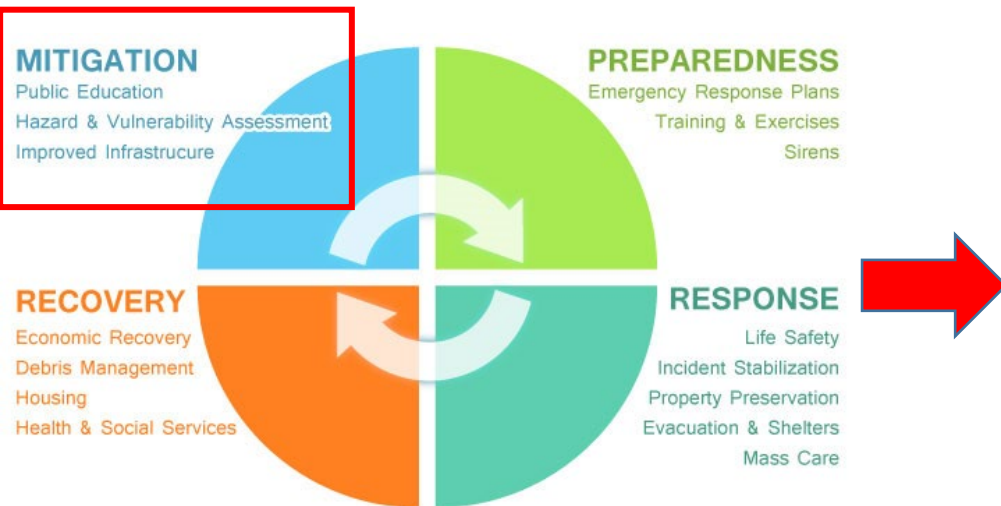 MITIGATION
Public Education
Hazard & Vulnerability Assessment
Improved Infrastrucure
PREPAREDNESS
Emergency Response Plans
Training & Exercises
Sirens
RECOVERY
Economic Recovery
Debris Management
Housing
Health & Social Services
RESPONSE
Life Safety
Incident Stabilization
Property Preservation
Evacuation & Shelters
Mass Care